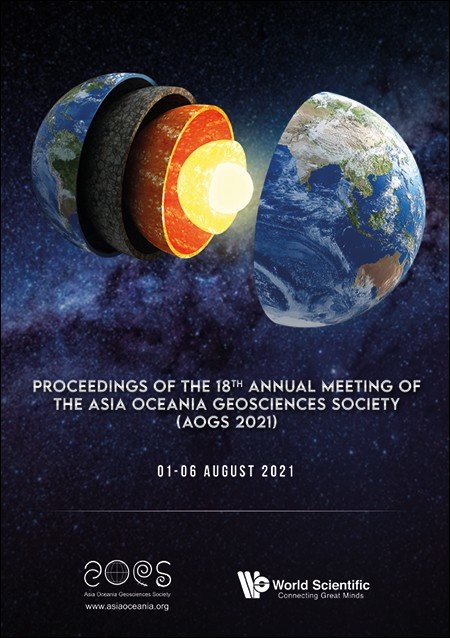 PROCEEDINGS OF THE 18TH ANNUAL MEETING OF
THE ASIA OCEANIA GEOSCIENCES SOCIETY
(AOGS 2021)
01-06 AUGUST 2021
AOGS
Asia Oceania Geosciences Society
www.asiaoceania.org
World Scientific
Connecting Great Minds